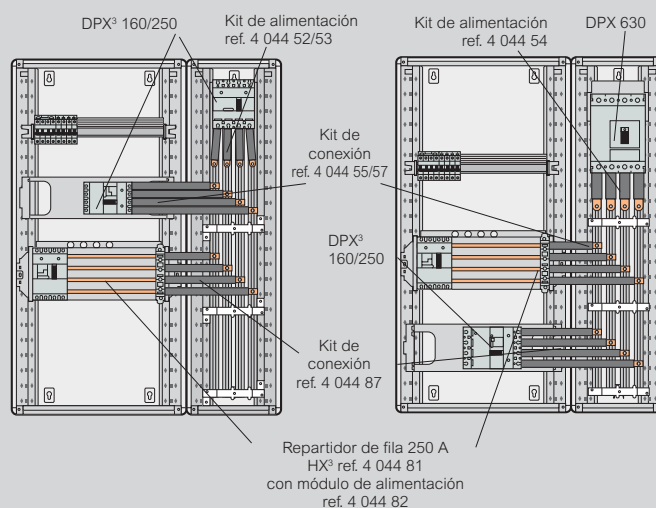 DPX³ 160/250
Kit de alimentación
ref. 4 044 52/53
Kit de alimentación
ref. 4 044 54
DPX 630
Kit de
conexión
ref. 4 044 55/57
DPX³
160/250
Kit de
conexión
ref. 4 044 87
Repartidor de fila 250 A
HX³ ref. 4 044 81
con módulo de alimentación
ref. 4 044 82